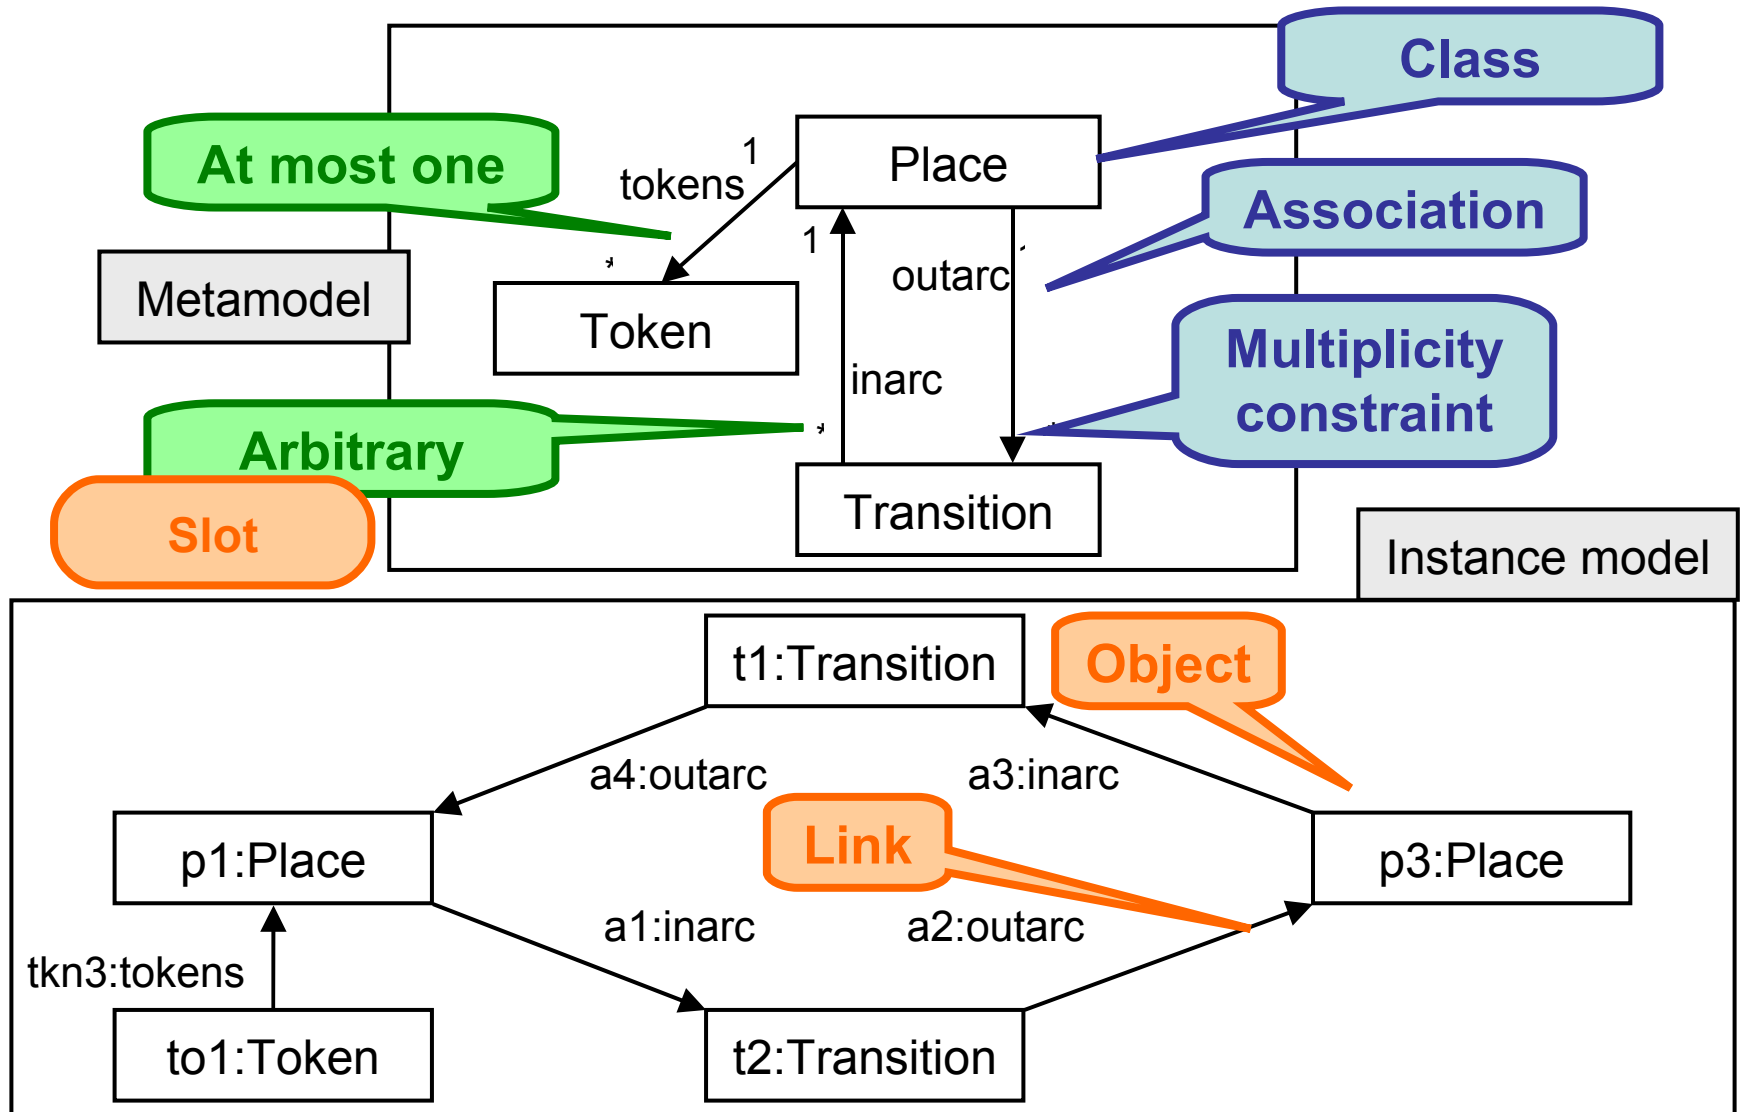 Class
At most one
1
tokens
Place
Association
1
outarc
*
Metamodel
Token
Multiplicity
constraint
inarc
Arbitrary
*
Transition
Slot
Instance model
t1:Transition
Object
a4:outarc
a3:inarc
Link
p1:Place
p3:Place
a1:inarc
a2:outarc
tkn3:tokens
to1:Token
t2:Transition